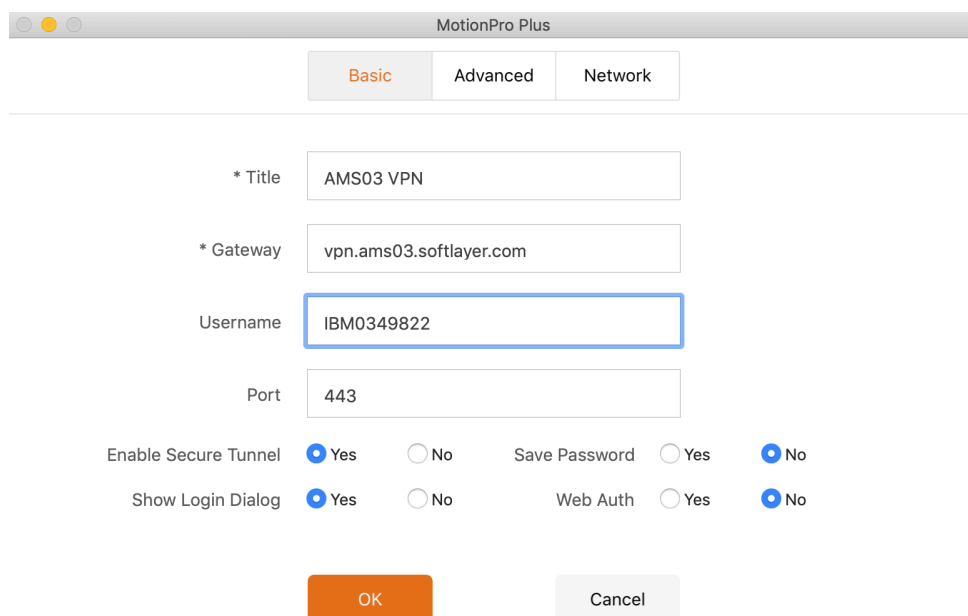 MotionPro Plus
Basic Advanced Network
* Title AMS03 VPN
* Gateway vpn.ams03.softlayer.com
Username IBM0349822
Port 443
Enable Secure Tunnel Yes No Save Password Yes No
Show Login Dialog Yes No Web Auth Yes No
OK Cancel